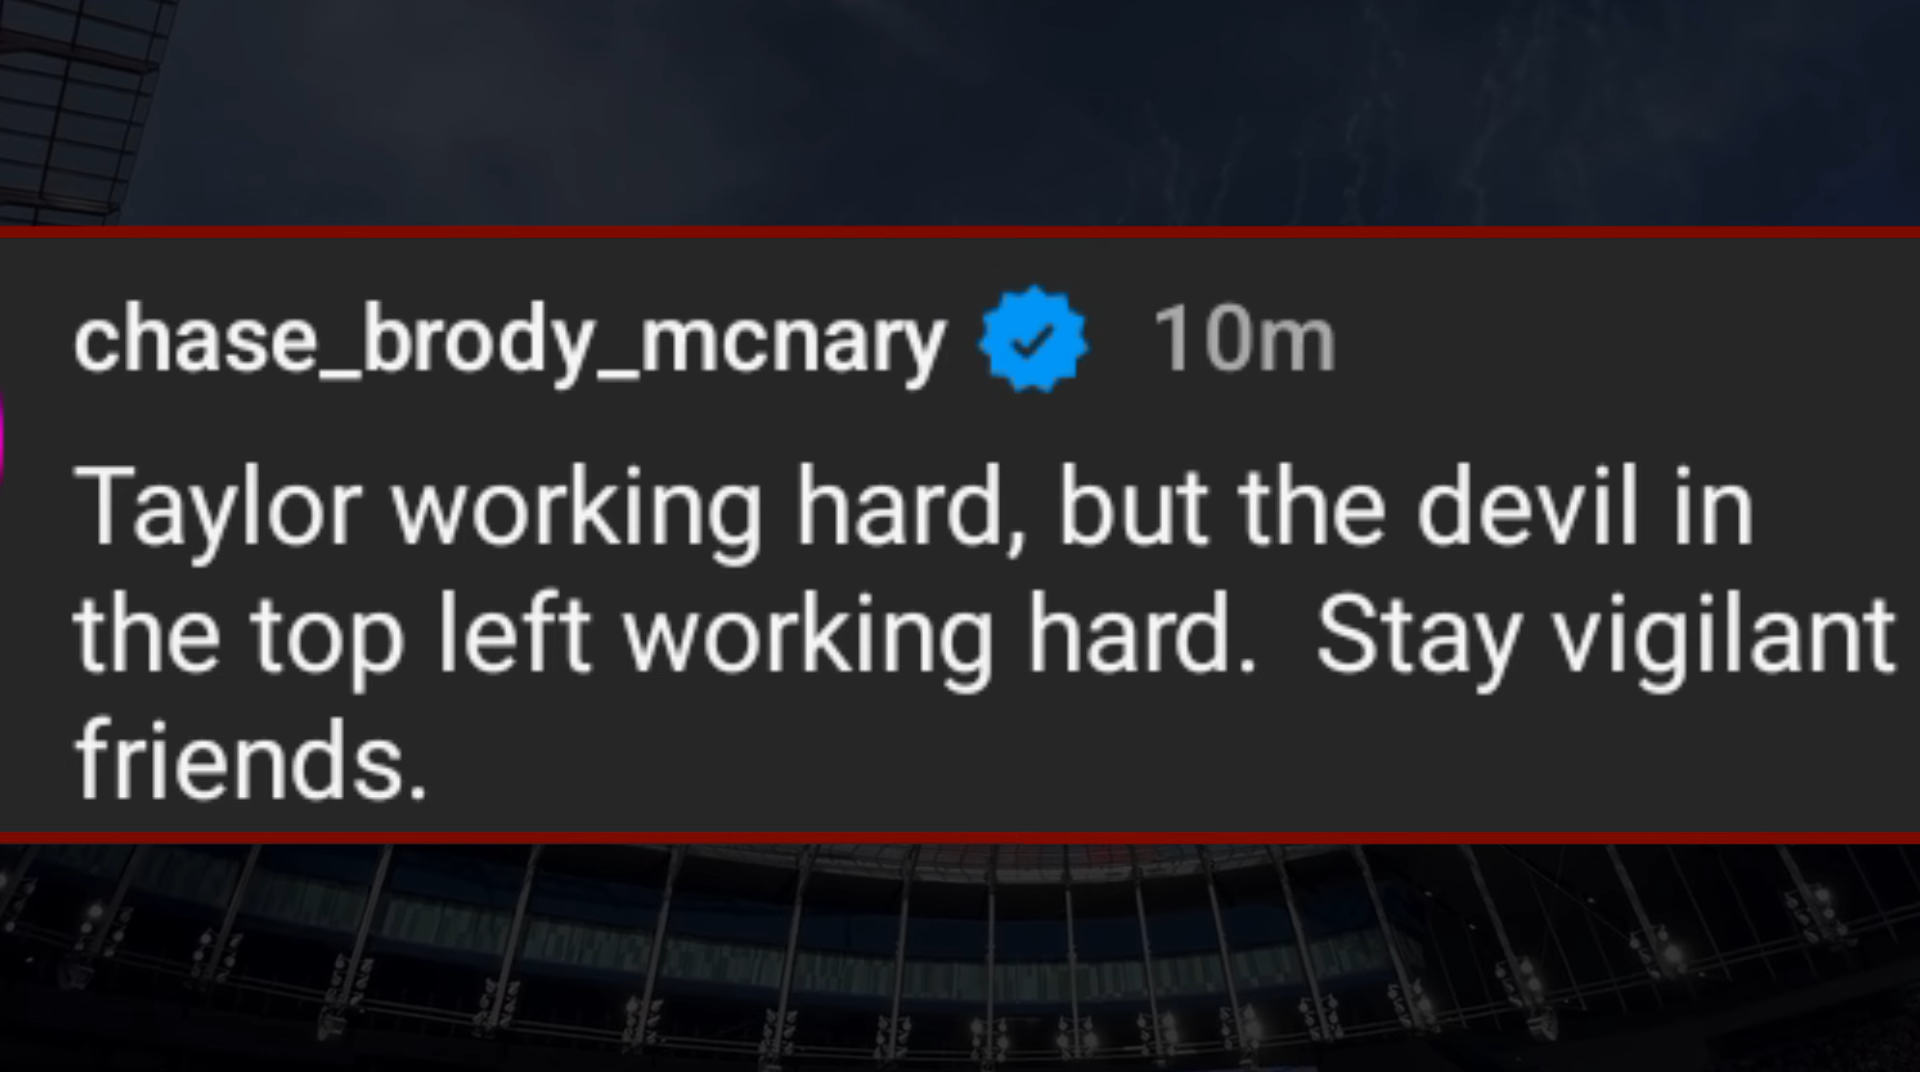 chase_brody_mcnary 10m
Taylor working hard, but the devil in
the top left working hard.  Stay vigilant
friends.